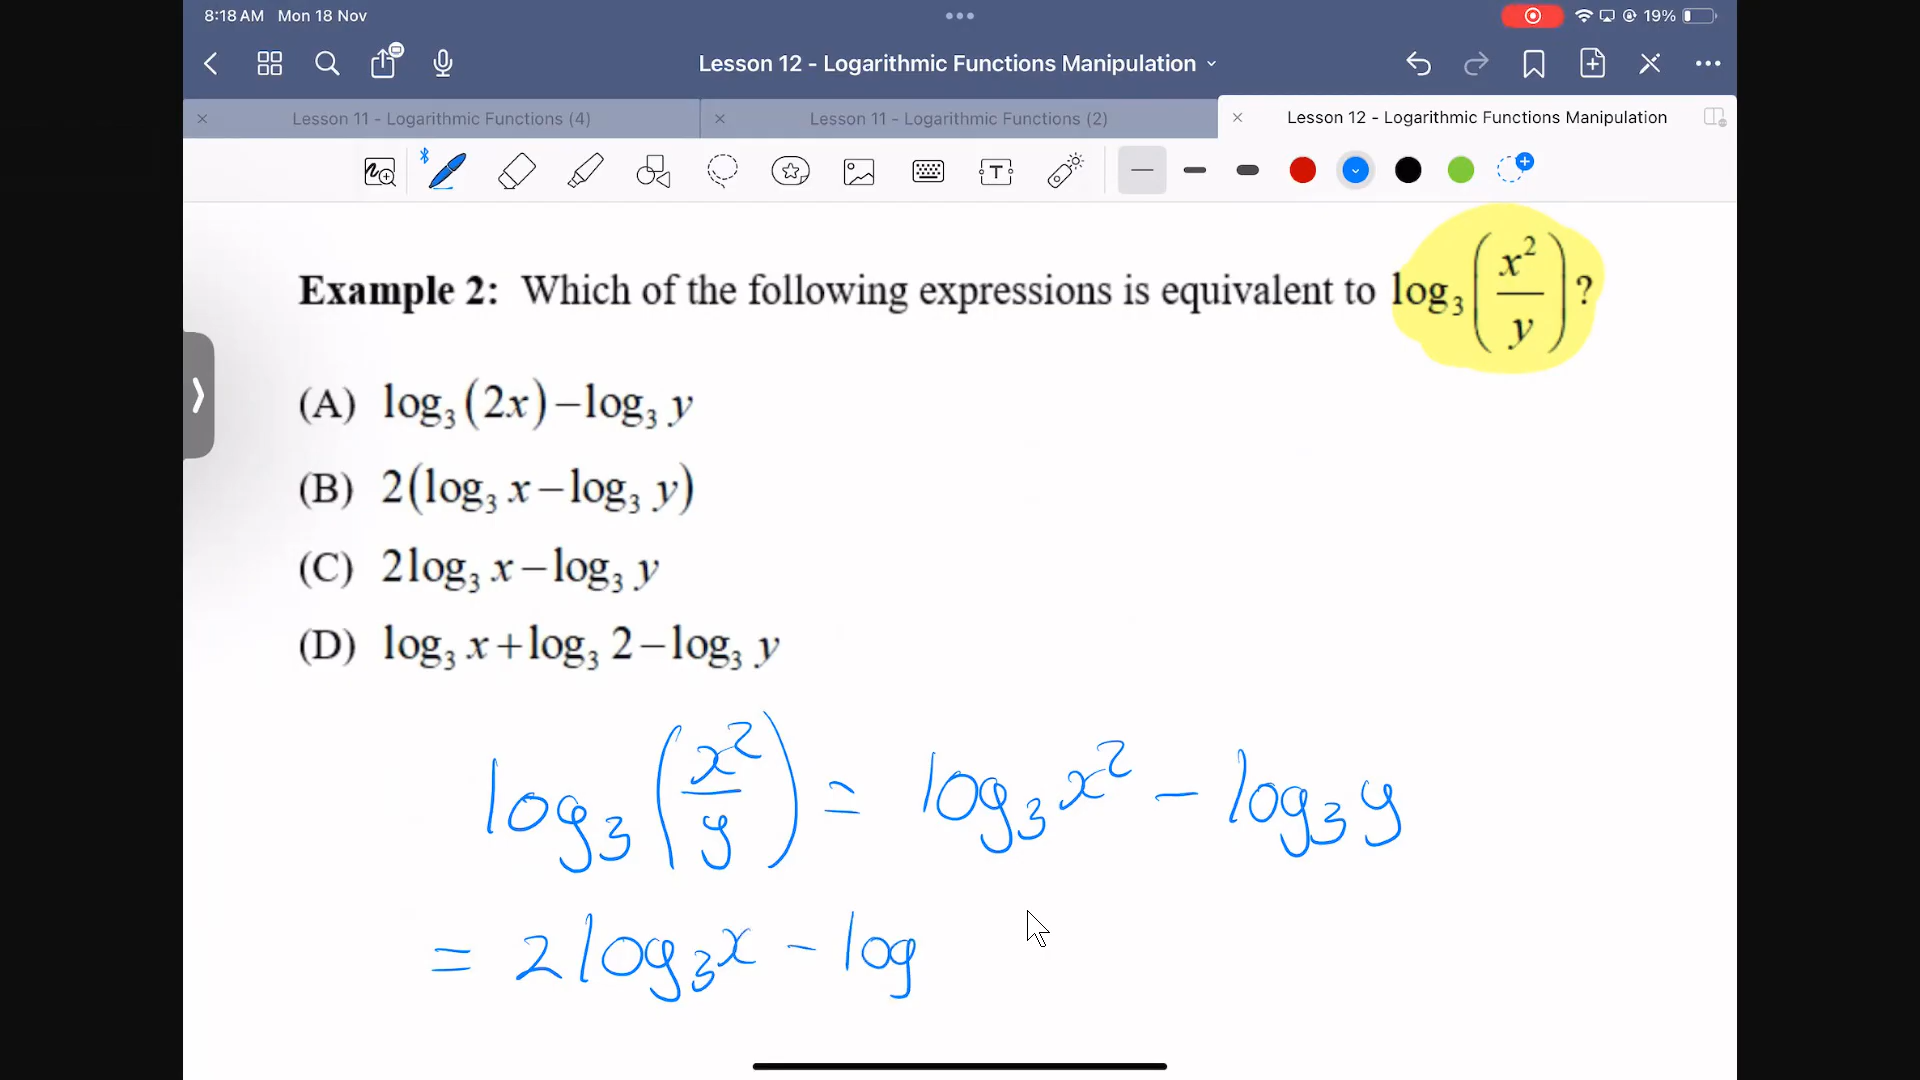 8:18 AM Mon 18 Nov
19%
Lesson 12 - Logarithmic Functions Manipulation
Lesson 11 - Logarithmic Functions (4)
Lesson 11 - Logarithmic Functions (2)
Lesson 12 - Logarithmic Functions Manipulation
Example 2: Which of the following expressions is equivalent to log₃(x²/y)?
(A) log₃(2x)−log₃ y
(B) 2(log₃ x−log₃ y)
(C) 2log₃ x−log₃ y
(D) log₃ x+log₃ 2−log₃ y
log₃(x²/y) = log₃x² − log₃y
= 2log₃x − log